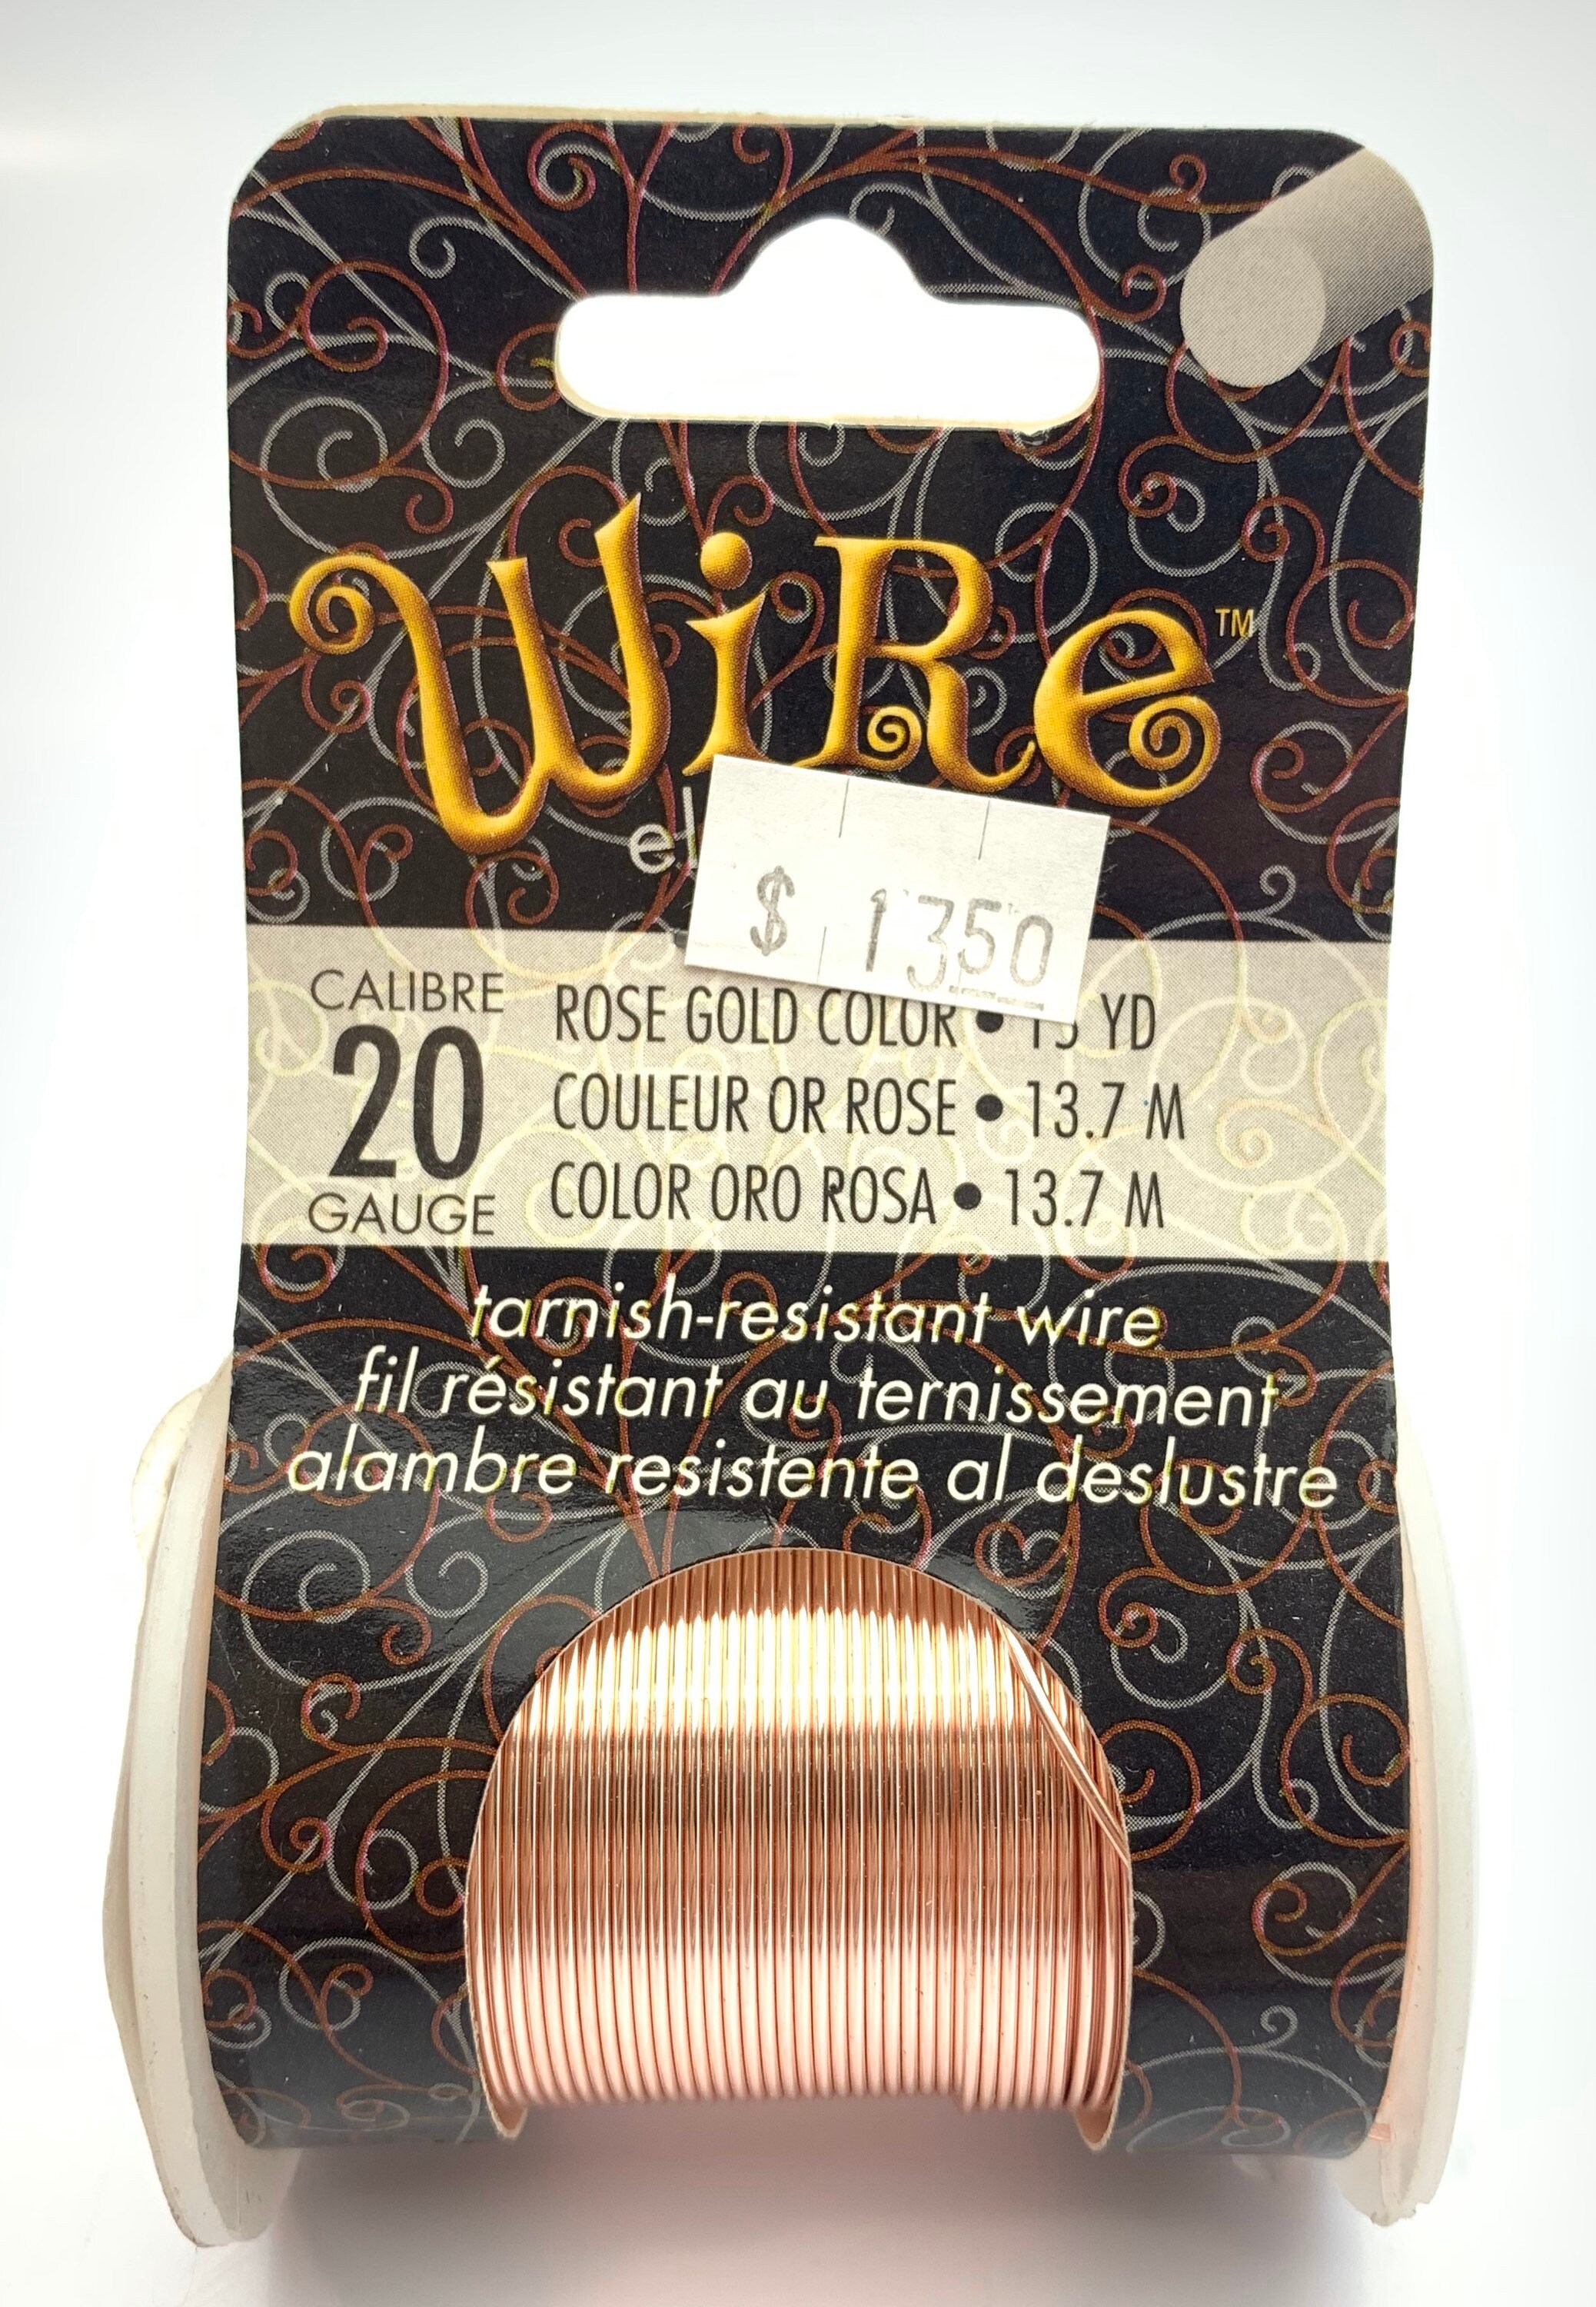 WiRe™
$ 1350
CALIBRE
20
GAUGE
ROSE GOLD COLOR • 15 YD
COULEUR OR ROSE • 13.7 M
COLOR ORO ROSA • 13.7 M
tarnish-resistant wire
fil résistant au ternissement
alambre resistente al deslustre